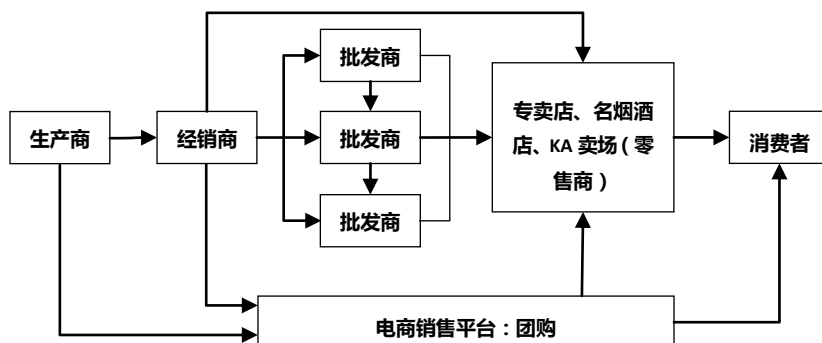 批发商
生产商
经销商
批发商
批发商
专卖店、名烟酒
店、KA 卖场（零
售商）
消费者
电商销售平台：团购